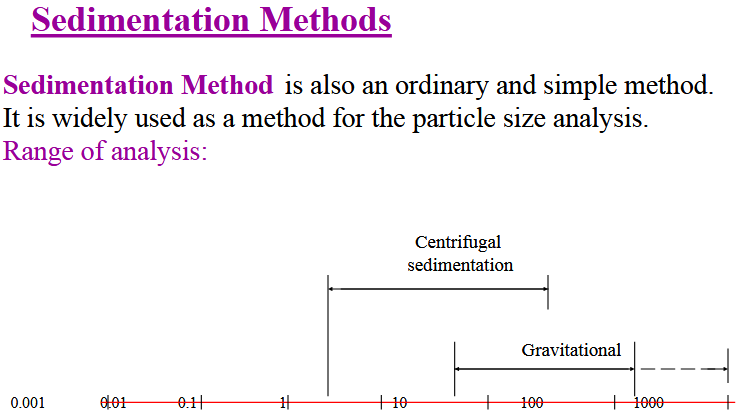 Sedimentation Methods
Sedimentation Method is also an ordinary and simple method.
It is widely used as a method for the particle size analysis.
Range of analysis:
Centrifugal
sedimentation
Gravitational
0.001 0.01 0.1 1 10 100 1000